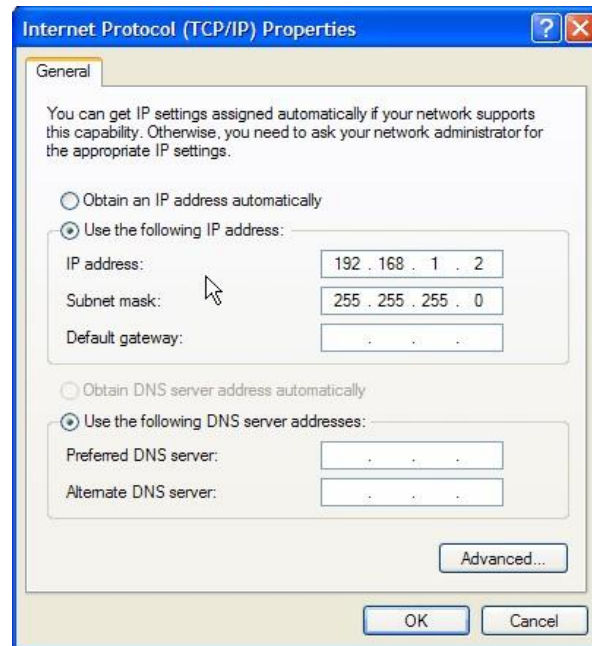 Internet Protocol (TCP/IP) Properties
General
You can get IP settings assigned automatically if your network supports
this capability. Otherwise, you need to ask your network administrator for
the appropriate IP settings.
Obtain an IP address automatically
Use the following IP address:
IP address: 192 . 168 . 1 . 2
Subnet mask: 255 . 255 . 255 . 0
Default gateway: . . .
Obtain DNS server address automatically
Use the following DNS server addresses:
Preferred DNS server: . . .
Alternate DNS server: . . .
Advanced...
OK Cancel